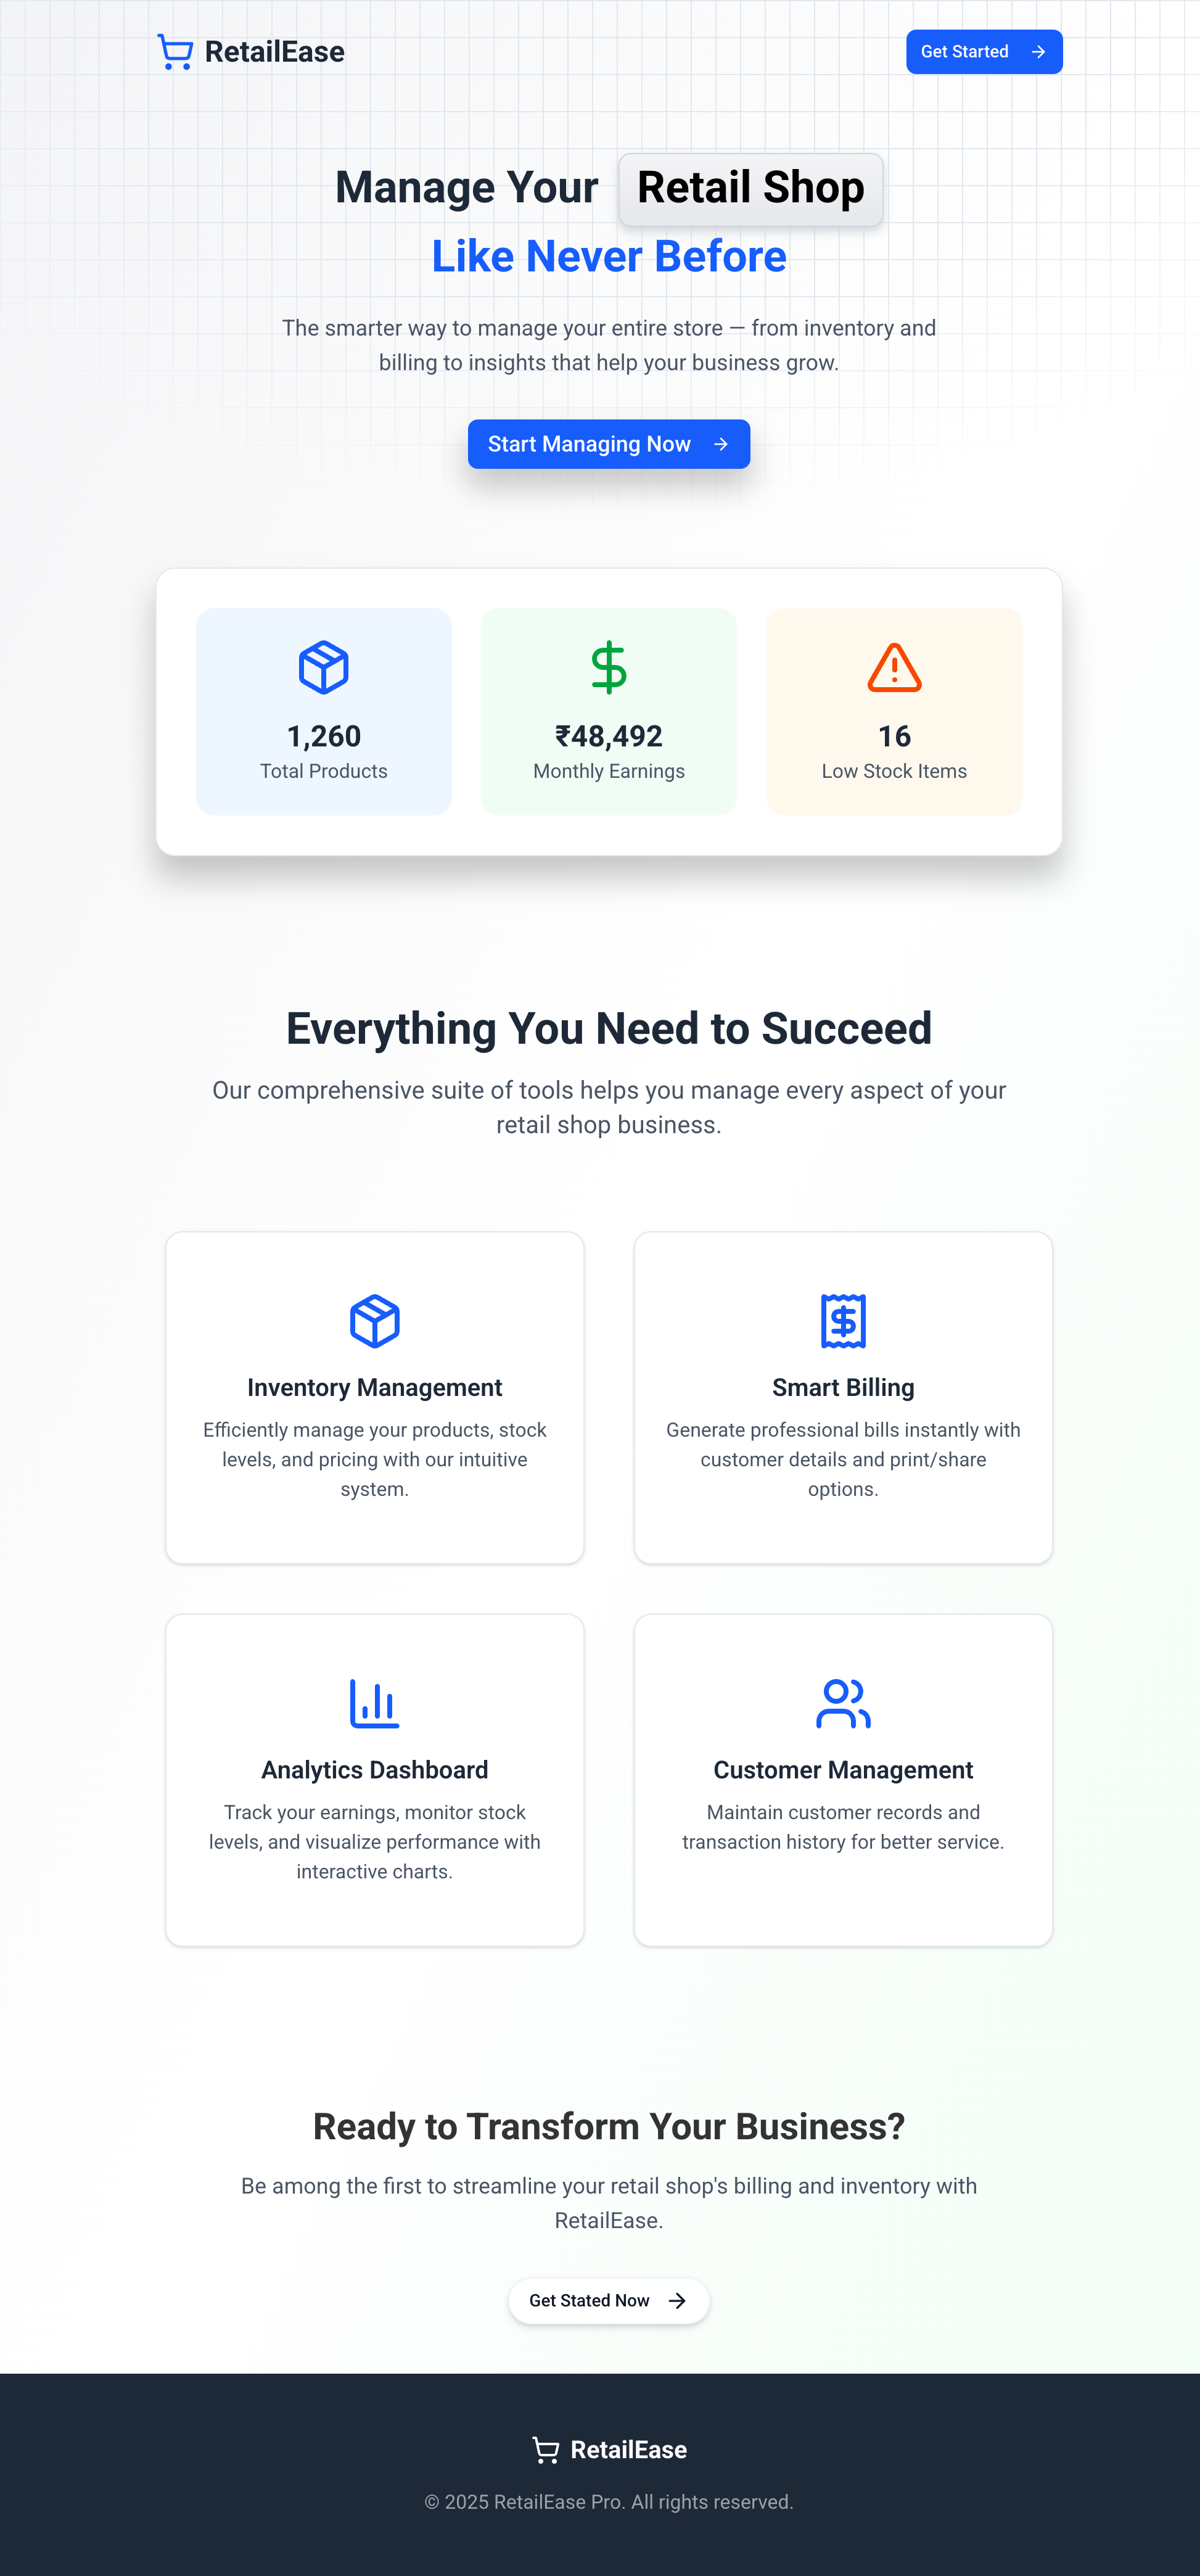 RetailEase
Get Started
Manage Your Retail Shop
Like Never Before
The smarter way to manage your entire store — from inventory and
billing to insights that help your business grow.
Start Managing Now
1,260
Total Products
₹48,492
Monthly Earnings
16
Low Stock Items
Everything You Need to Succeed
Our comprehensive suite of tools helps you manage every aspect of your
retail shop business.
Inventory Management
Efficiently manage your products, stock
levels, and pricing with our intuitive
system.
Smart Billing
Generate professional bills instantly with
customer details and print/share
options.
Analytics Dashboard
Track your earnings, monitor stock
levels, and visualize performance with
interactive charts.
Customer Management
Maintain customer records and
transaction history for better service.
Ready to Transform Your Business?
Be among the first to streamline your retail shop's billing and inventory with
RetailEase.
Get Stated Now
RetailEase
© 2025 RetailEase Pro. All rights reserved.